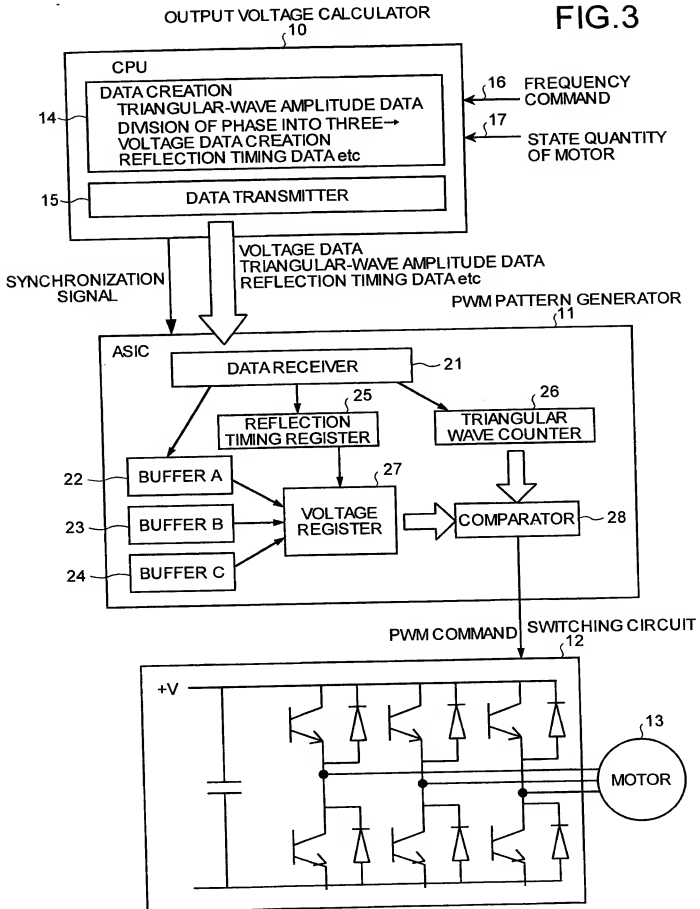 FIG.3
OUTPUT VOLTAGE CALCULATOR
10
CPU
14
DATA CREATION
TRIANGULAR-WAVE AMPLITUDE DATA
DIVISION OF PHASE INTO THREE→
VOLTAGE DATA CREATION
REFLECTION TIMING DATA etc
16
FREQUENCY
COMMAND
17
STATE QUANTITY
OF MOTOR
15
DATA TRANSMITTER
SYNCHRONIZATION
SIGNAL
VOLTAGE DATA
TRIANGULAR-WAVE AMPLITUDE DATA
REFLECTION TIMING DATA etc
PWM PATTERN GENERATOR
11
ASIC
DATA RECEIVER
21
25
REFLECTION
TIMING REGISTER
26
TRIANGULAR
WAVE COUNTER
22
BUFFER A
23
BUFFER B
24
BUFFER C
27
VOLTAGE
REGISTER
COMPARATOR
28
PWM COMMAND
SWITCHING CIRCUIT
12
+V
13
MOTOR